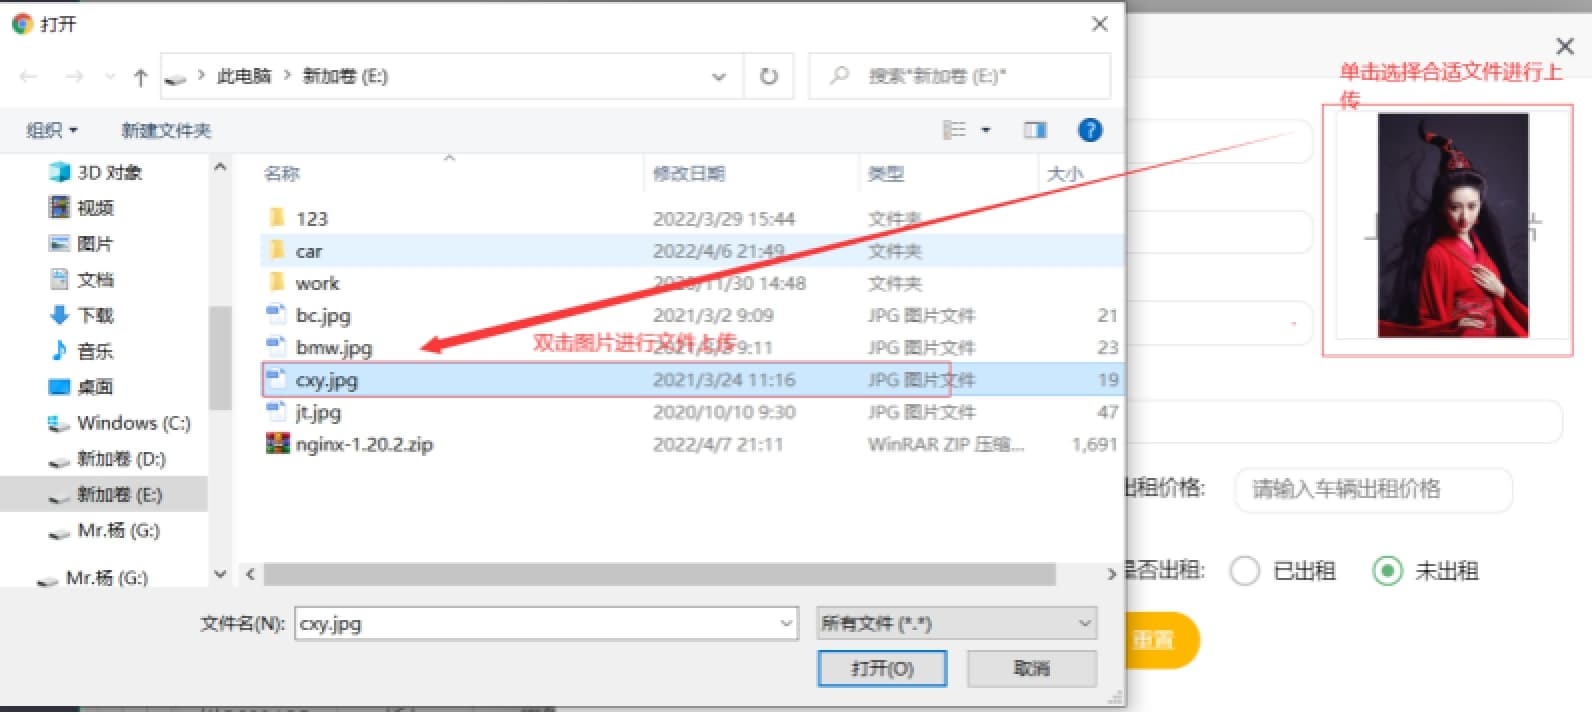 打开
单击选择合适文件进行上
传
此电脑 > 新加卷 (E:)
搜索"新加卷 (E:)"
组织
新建文件夹
名称 修改日期 类型 大小
3D 对象
视频
图片
文档
下载
音乐
桌面
Windows (C:)
新加卷 (D:)
新加卷 (E:)
Mr.杨 (G:)
Mr.杨 (G:)
123 2022/3/29 15:44 文件夹
car 2022/4/6 21:49 文件夹
work 2020/11/30 14:48 文件夹
bc.jpg 2021/3/2 9:09 JPG 图片文件 21
bmw.jpg 2021/3/2 9:11 JPG 图片文件 23
双击图片进行文件上传
cxy.jpg 2021/3/24 11:16 JPG 图片文件 19
jt.jpg 2020/10/10 9:30 JPG 图片文件 47
nginx-1.20.2.zip 2022/4/7 21:11 WinRAR ZIP 压缩... 1,691
出租价格: 请输入车辆出租价格
是否出租: 已出租 未出租
重置
文件名(N): cxy.jpg 所有文件 (*.*)
打开(O) 取消